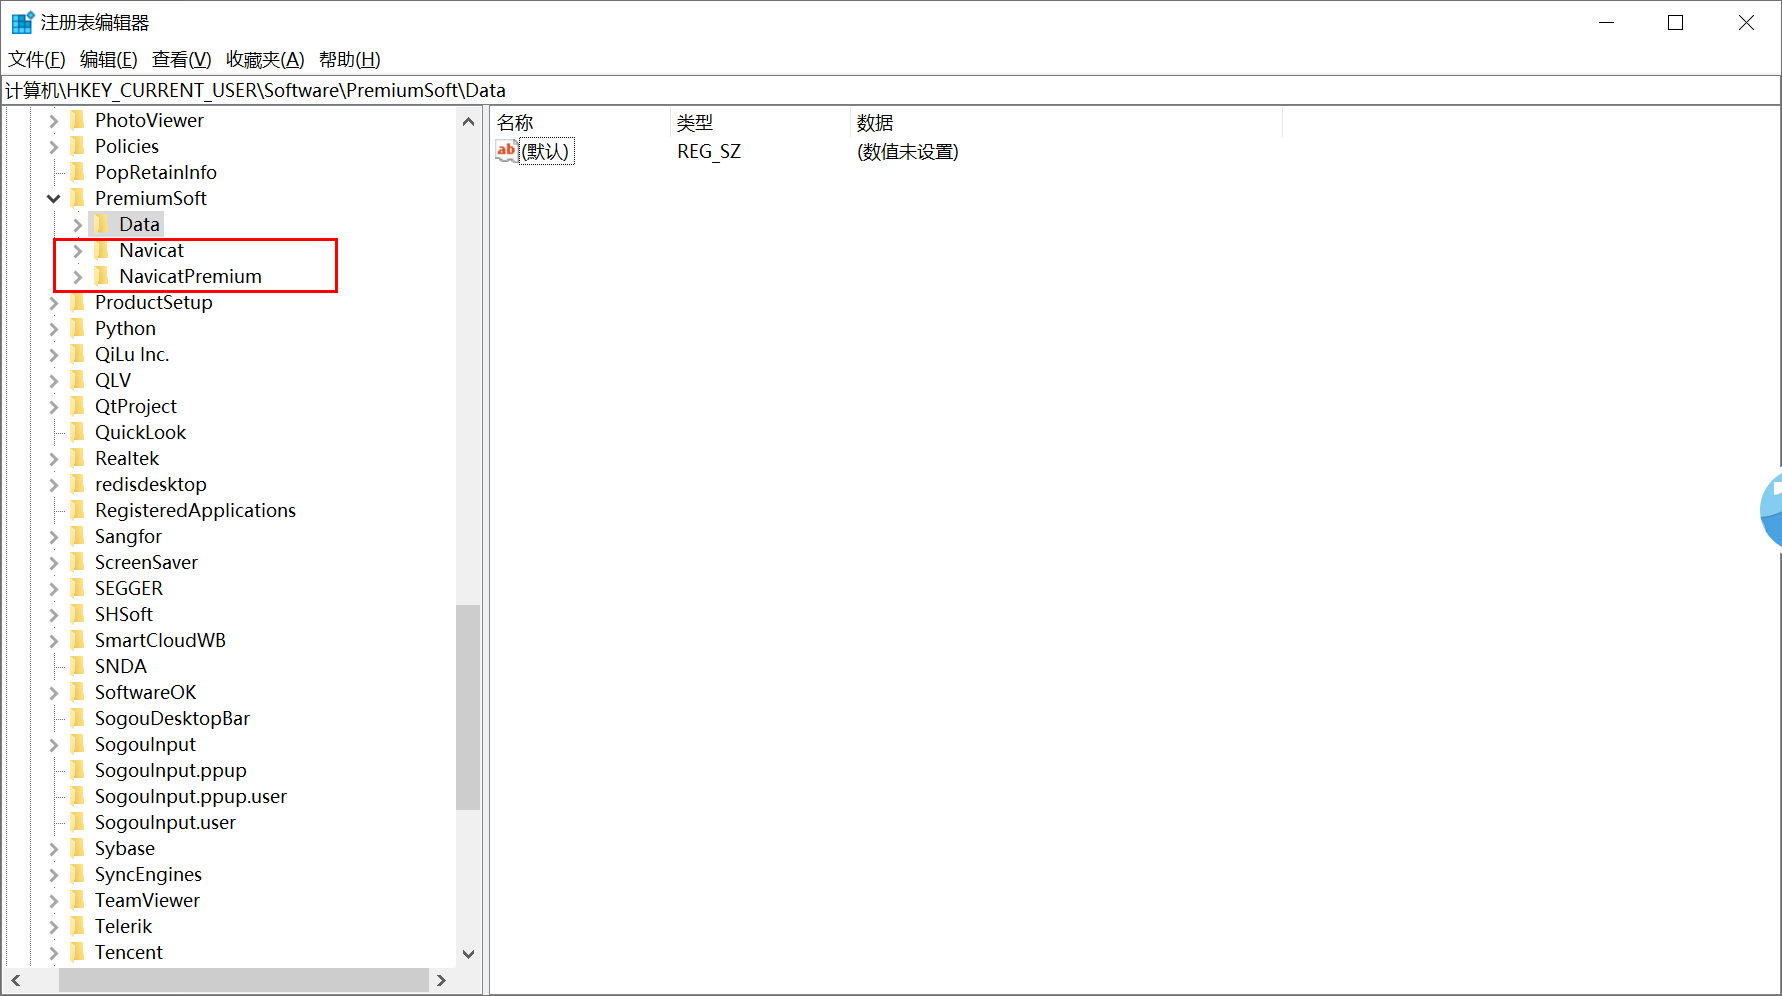 注册表编辑器
文件(F) 编辑(E) 查看(V) 收藏夹(A) 帮助(H)
计算机\HKEY_CURRENT_USER\Software\PremiumSoft\Data
PhotoViewer
Policies
PopRetainInfo
PremiumSoft
Data
Navicat
NavicatPremium
ProductSetup
Python
QiLu Inc.
QLV
QtProject
QuickLook
Realtek
redisdesktop
RegisteredApplications
Sangfor
ScreenSaver
SEGGER
SHSoft
SmartCloudWB
SNDA
SoftwareOK
SogouDesktopBar
SogouInput
SogouInput.ppup
SogouInput.ppup.user
SogouInput.user
Sybase
SyncEngines
TeamViewer
Telerik
Tencent
名称 类型 数据
ab (默认) REG_SZ (数值未设置)